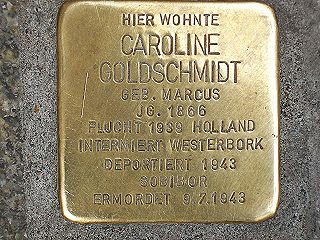 HIER WOHNTE
CAROLINE
GOLDSCHMIDT
GEB. MARCUS
JG. 1866
FLUCHT 1939 HOLLAND
INTERNIERT WESTERBORK
DEPORTIERT 1943
SOBIBOR
ERMORDET 9.7.1943